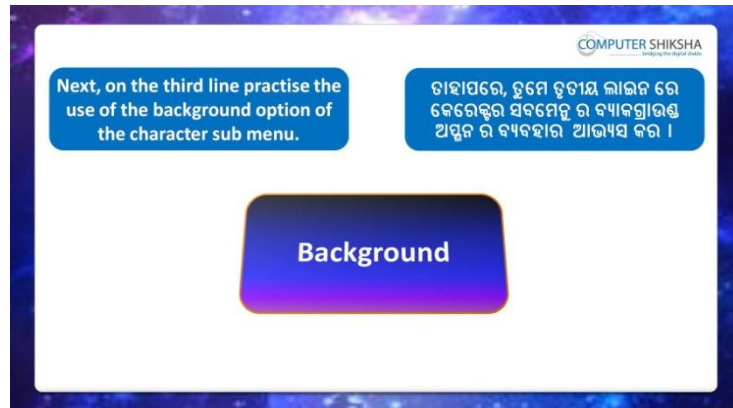 COMPUTER SHIKSHA
bridging the digital divide
Next, on the third line practise the
use of the background option of
the character sub menu.
ତାହାପରେ, ତୁମେ ତୃତୀୟ ଲାଇନ ରେ
କେରେକ୍ଟର ସବମେନୁ ର ବ୍ୟାକଗ୍ରାଉଣ୍ଡ
ଅପ୍ସନ ର ବ୍ୟବହାର ଆଭ୍ୟସ କର ।
Background